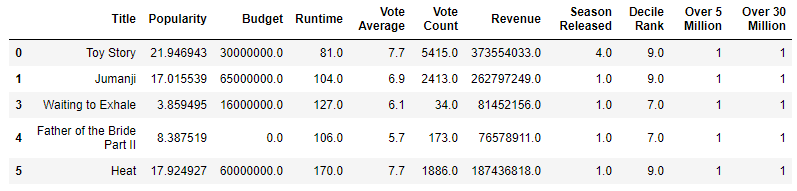 Title Popularity Budget Runtime Vote Average Vote Count Revenue Season Released Decile Rank Over 5 Million Over 30 Million
0 Toy Story 21.946943 30000000.0 81.0 7.7 5415.0 373554033.0 4.0 9.0 1 1
1 Jumanji 17.015539 65000000.0 104.0 6.9 2413.0 262797249.0 1.0 9.0 1 1
3 Waiting to Exhale 3.859495 16000000.0 127.0 6.1 34.0 81452156.0 1.0 7.0 1 1
4 Father of the Bride Part II 8.387519 0.0 106.0 5.7 173.0 76578911.0 1.0 7.0 1 1
5 Heat 17.924927 60000000.0 170.0 7.7 1886.0 187436818.0 1.0 9.0 1 1